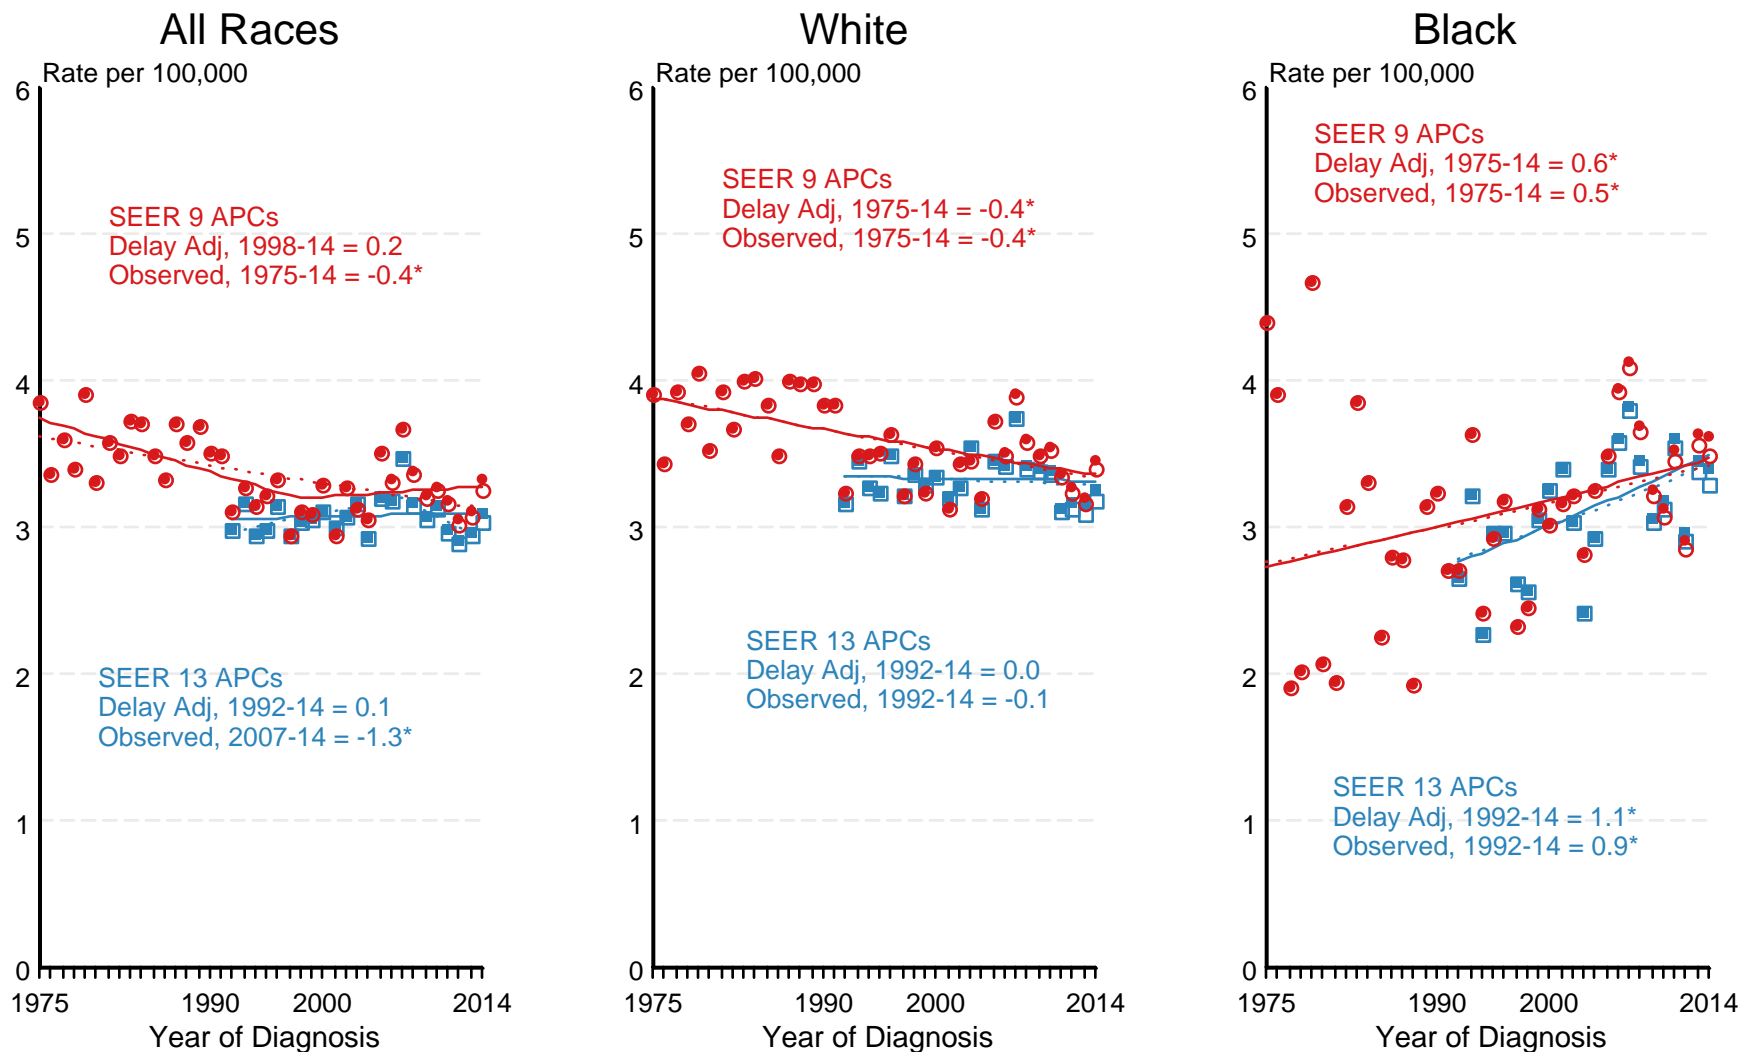 All Races
Rate per 100,000
6
5
4
3
2
1
0
SEER 9 APCs
Delay Adj, 1998-14 = 0.2
Observed, 1975-14 = -0.4*
SEER 13 APCs
Delay Adj, 1992-14 = 0.1
Observed, 2007-14 = -1.3*
1975 1990 2000 2014
Year of Diagnosis
White
Rate per 100,000
6
5
4
3
2
1
0
SEER 9 APCs
Delay Adj, 1975-14 = -0.4*
Observed, 1975-14 = -0.4*
SEER 13 APCs
Delay Adj, 1992-14 = 0.0
Observed, 1992-14 = -0.1
1975 1990 2000 2014
Year of Diagnosis
Black
Rate per 100,000
6
5
4
3
2
1
0
SEER 9 APCs
Delay Adj, 1975-14 = 0.6*
Observed, 1975-14 = 0.5*
SEER 13 APCs
Delay Adj, 1992-14 = 1.1*
Observed, 1992-14 = 0.9*
1975 1990 2000 2014
Year of Diagnosis